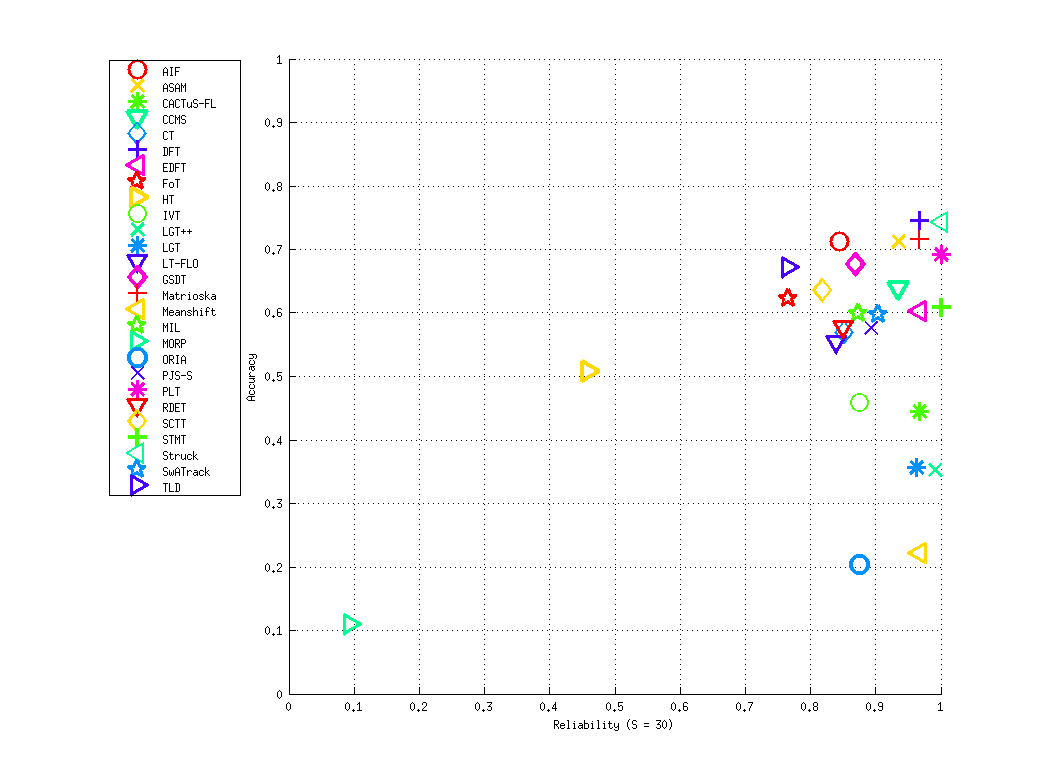 AIF
ASAM
CACTuS-FL
CCMS
CT
DFT
EDFT
FoT
HT
IVT
LGT++
LGT
LT-FLO
GSDT
Matrioska
Meanshift
MIL
MORP
ORIA
PJS-S
PLT
RDET
SCTT
STMT
Struck
SwATrack
TLD
Accuracy
1
0.9
0.8
0.7
0.6
0.5
0.4
0.3
0.2
0.1
0
0 0.1 0.2 0.3 0.4 0.5 0.6 0.7 0.8 0.9 1
Reliability (S = 30)